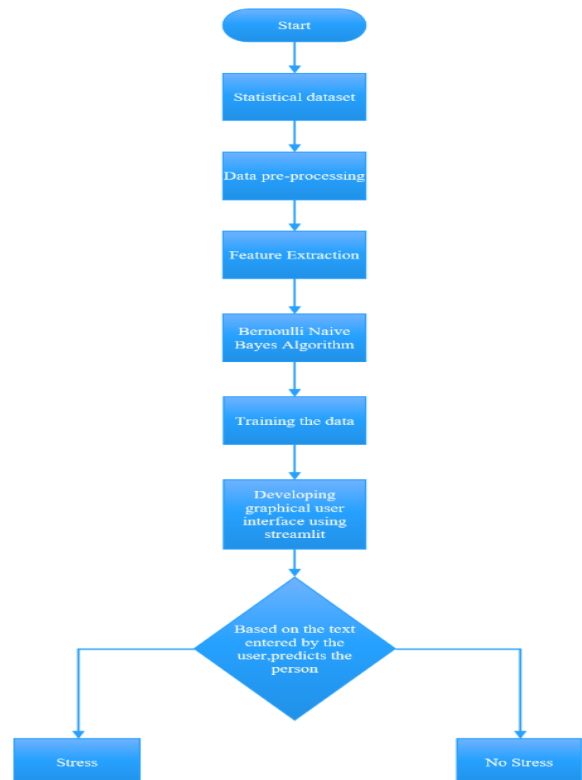 Start
Statistical dataset
Data pre-processing
Feature Extraction
Bernoulli Naive
Bayes Algorithm
Training the data
Developing
graphical user
interface using
streamlit
Based on the text
entered by the
user,predicts the
person
Stress
No Stress